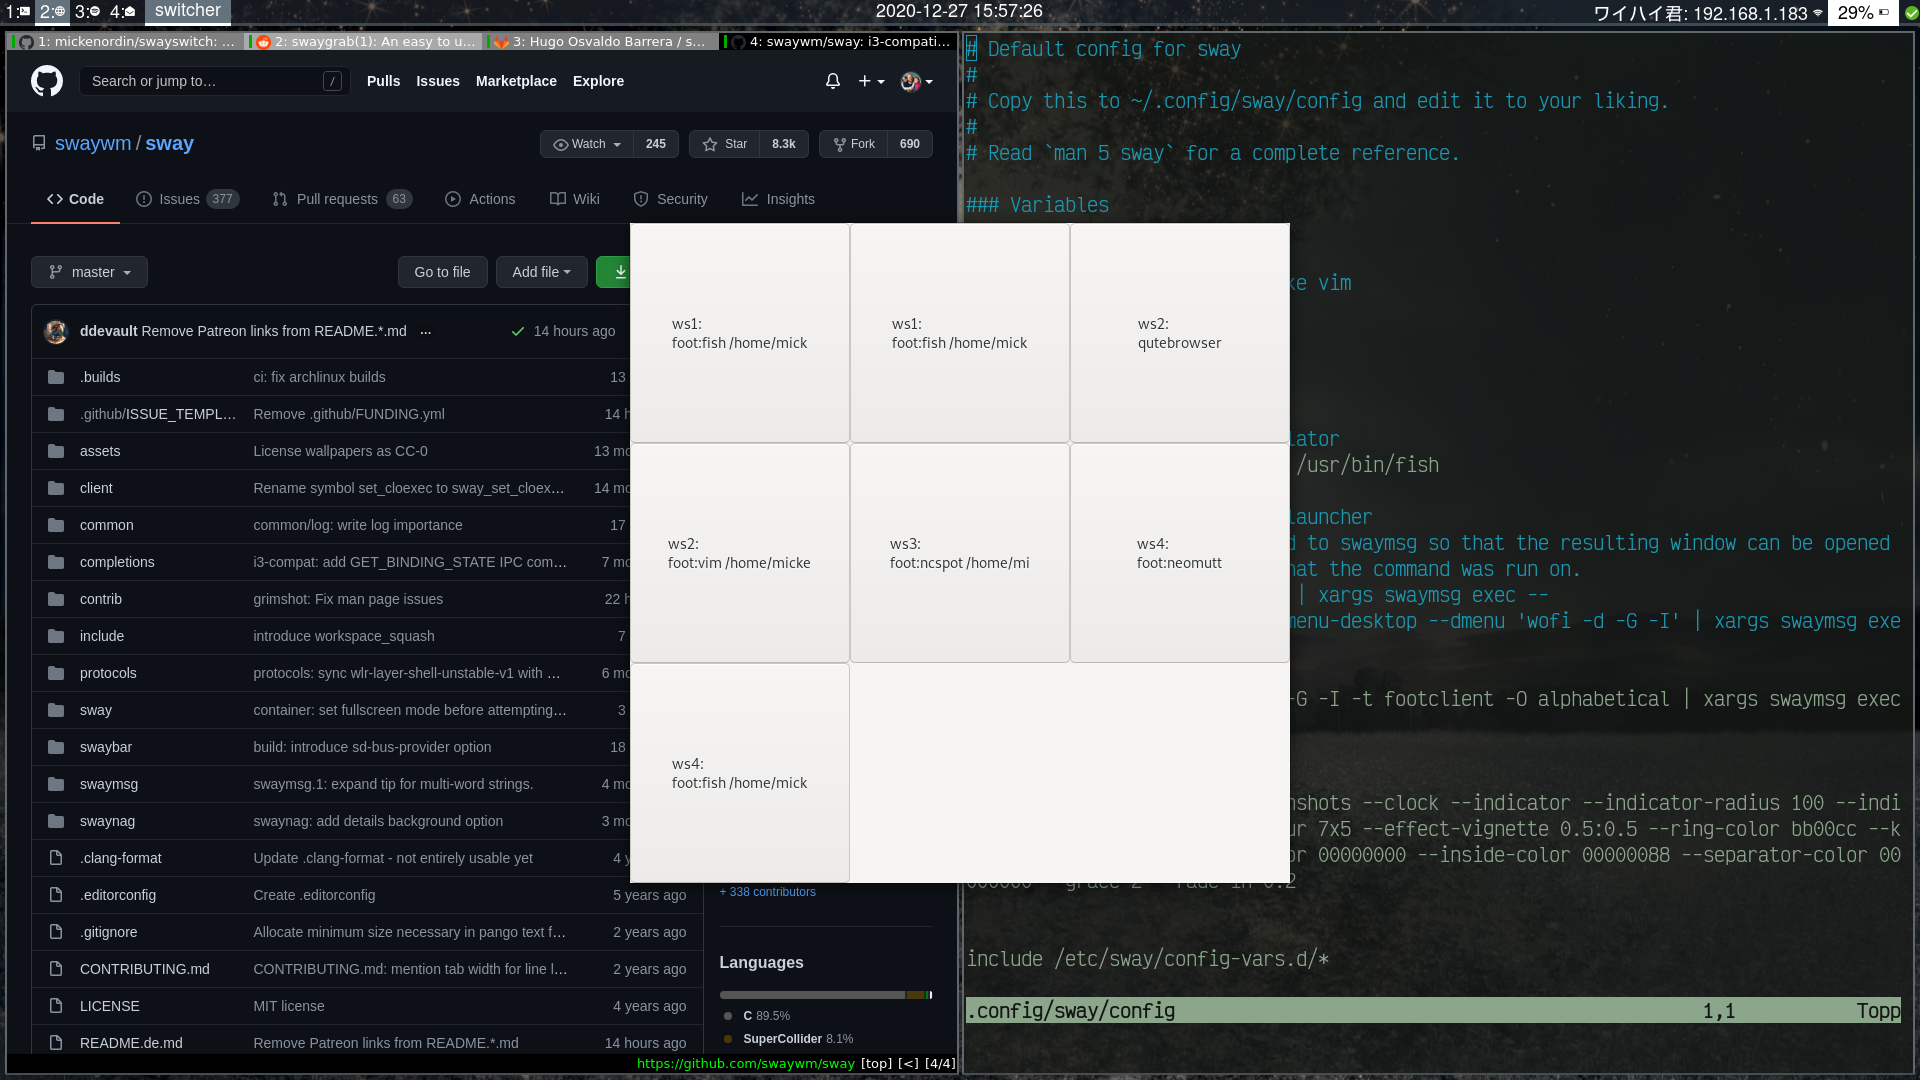 1: 2: 3: 4: switcher
2020-12-27 15:57:26
ワイハイ君: 192.168.1.183 29%
1: mickenordin/swayswitch: ...
2: swaygrab(1): An easy to u...
3: Hugo Osvaldo Barrera / s...
4: swaywm/sway: i3-compati...
Search or jump to... /
Pulls Issues Marketplace Explore
swaywm / sway
Watch 245 Star 8.3k Fork 690
Code Issues 377 Pull requests 63 Actions Wiki Security Insights
master Go to file Add file
ddevault Remove Patreon links from README.*.md ... 14 hours ago
.builds ci: fix archlinux builds 13
.github/ISSUE_TEMPL... Remove .github/FUNDING.yml 14 h
assets License wallpapers as CC-0 13 mo
client Rename symbol set_cloexec to sway_set_cloex... 14 mo
common common/log: write log importance 17
completions i3-compat: add GET_BINDING_STATE IPC com... 7 mo
contrib grimshot: Fix man page issues 22 h
include introduce workspace_squash 7
protocols protocols: sync wlr-layer-shell-unstable-v1 with ... 6 mo
sway container: set fullscreen mode before attempting... 3
swaybar build: introduce sd-bus-provider option 18
swaymsg swaymsg.1: expand tip for multi-word strings. 4 mo
swaynag swaynag: add details background option 3 mo
.clang-format Update .clang-format - not entirely usable yet 4 y
.editorconfig Create .editorconfig 5 years ago
.gitignore Allocate minimum size necessary in pango text f... 2 years ago
CONTRIBUTING.md CONTRIBUTING.md: mention tab width for line l... 2 years ago
LICENSE MIT license 4 years ago
README.de.md Remove Patreon links from README.*.md 14 hours ago
+ 338 contributors
Languages
C 89.5%
SuperCollider 8.1%
https://github.com/swaywm/sway [top] [<] [4/4]
ws1:
foot:fish /home/mick
ws1:
foot:fish /home/mick
ws2:
qutebrowser
ws2:
foot:vim /home/micke
ws3:
foot:ncspot /home/mi
ws4:
foot:neomutt
ws4:
foot:fish /home/mick
# Default config for sway
#
# Copy this to ~/.config/sway/config and edit it to your liking.
#
# Read `man 5 sway` for a complete reference.
### Variables
ke vim
lator
/usr/bin/fish
launcher
d to swaymsg so that the resulting window can be opened
hat the command was run on.
| xargs swaymsg exec --
menu-desktop --dmenu 'wofi -d -G -I' | xargs swaymsg exe
-G -I -t footclient -O alphabetical | xargs swaymsg exec
nshots --clock --indicator --indicator-radius 100 --indi
ur 7x5 --effect-vignette 0.5:0.5 --ring-color bb00cc --k
or 00000000 --inside-color 00000088 --separator-color 00
include /etc/sway/config-vars.d/*
.config/sway/config 1,1 Topp